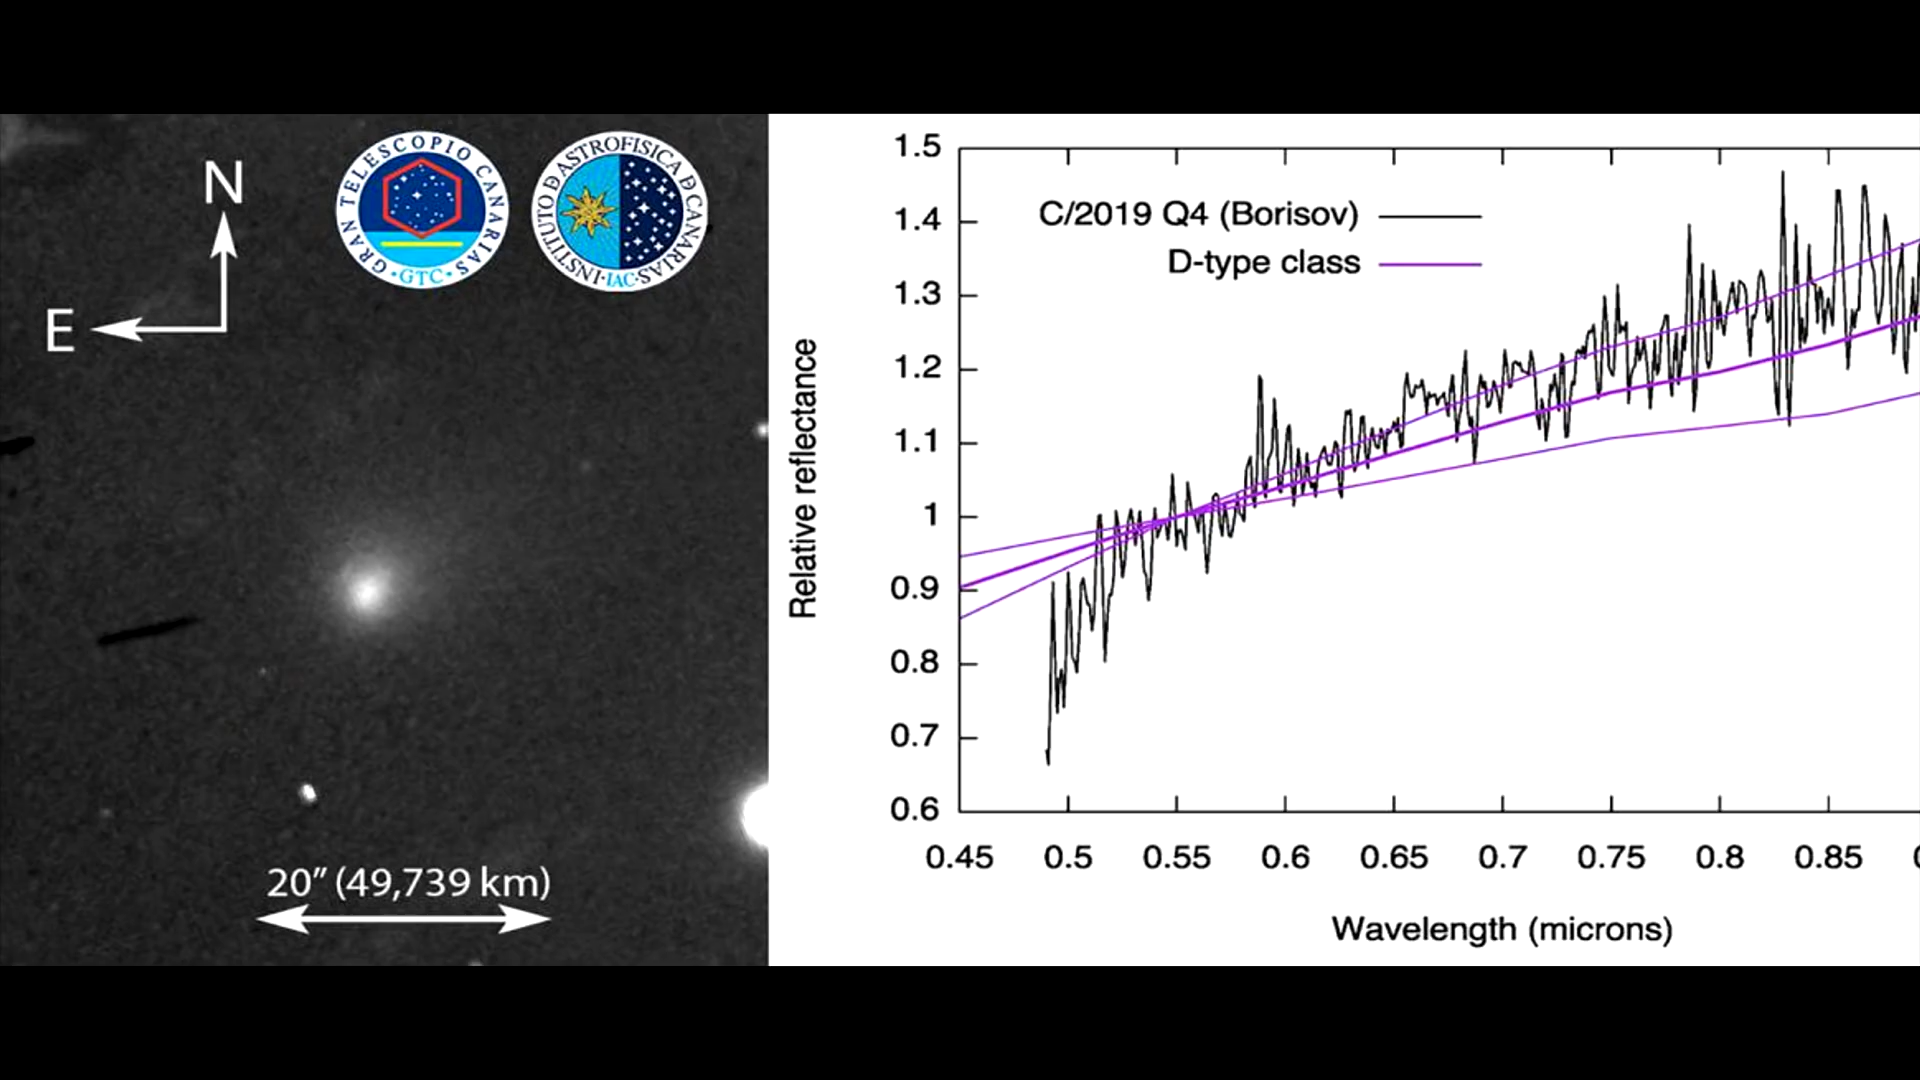 N
E
GRAN TELESCOPIO CANARIAS
·GTC·
INSTITUTO D ASTROFISICA D CANARIAS
·IAC·
20″ (49,739 km)
C/2019 Q4 (Borisov)
D-type class
Relative reflectance
1.5
1.4
1.3
1.2
1.1
1
0.9
0.8
0.7
0.6
0.45 0.5 0.55 0.6 0.65 0.7 0.75 0.8 0.85
Wavelength (microns)